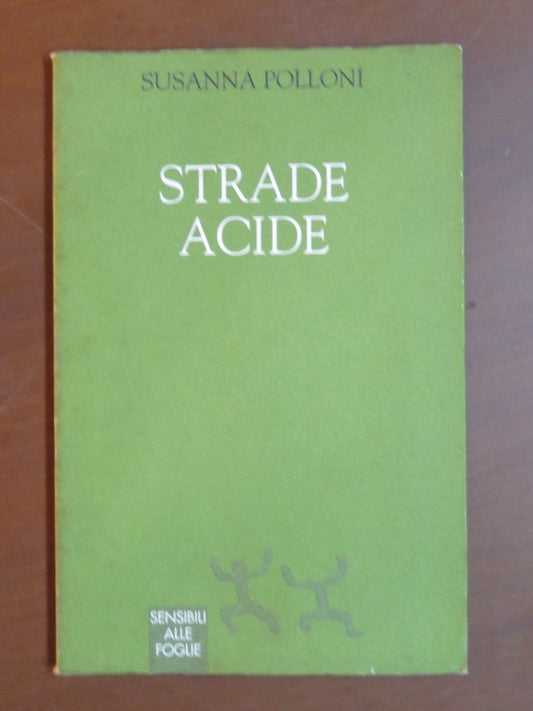 SUSANNA POLLONI
STRADE
ACIDE
SENSIBILI
ALLE
FOGLIE